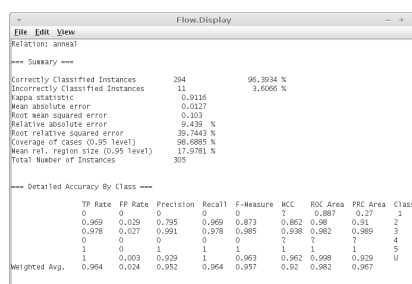 Flow.Display
File Edit View
Relation: anneal
=== Summary ===
Correctly Classified Instances 294 96.3934 %
Incorrectly Classified Instances 11 3.6066 %
Kappa statistic 0.9116
Mean absolute error 0.0127
Root mean squared error 0.103
Relative absolute error 9.439 %
Root relative squared error 39.7443 %
Coverage of cases (0.95 level) 98.6885 %
Mean rel. region size (0.95 level) 17.9781 %
Total Number of Instances 305
=== Detailed Accuracy By Class ===
TP Rate FP Rate Precision Recall F-Measure MCC ROC Area PRC Area Class
0 0 0 0 0 ? 0.887 0.27 1
0.969 0.029 0.795 0.969 0.873 0.862 0.98 0.91 2
0.978 0.027 0.991 0.978 0.985 0.938 0.982 0.989 3
0 0 0 0 0 ? ? ? 4
1 0 1 1 1 1 1 1 5
1 0.003 0.929 1 0.963 0.962 0.998 0.929 U
Weighted Avg. 0.964 0.024 0.952 0.964 0.957 0.92 0.982 0.967